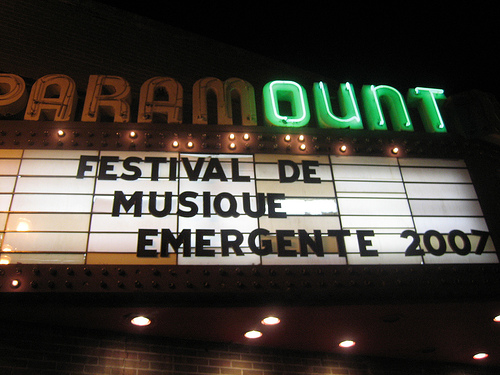 PARAMOUNT
FESTIVAL DE
MUSIQUE
EMERGENTE 2007